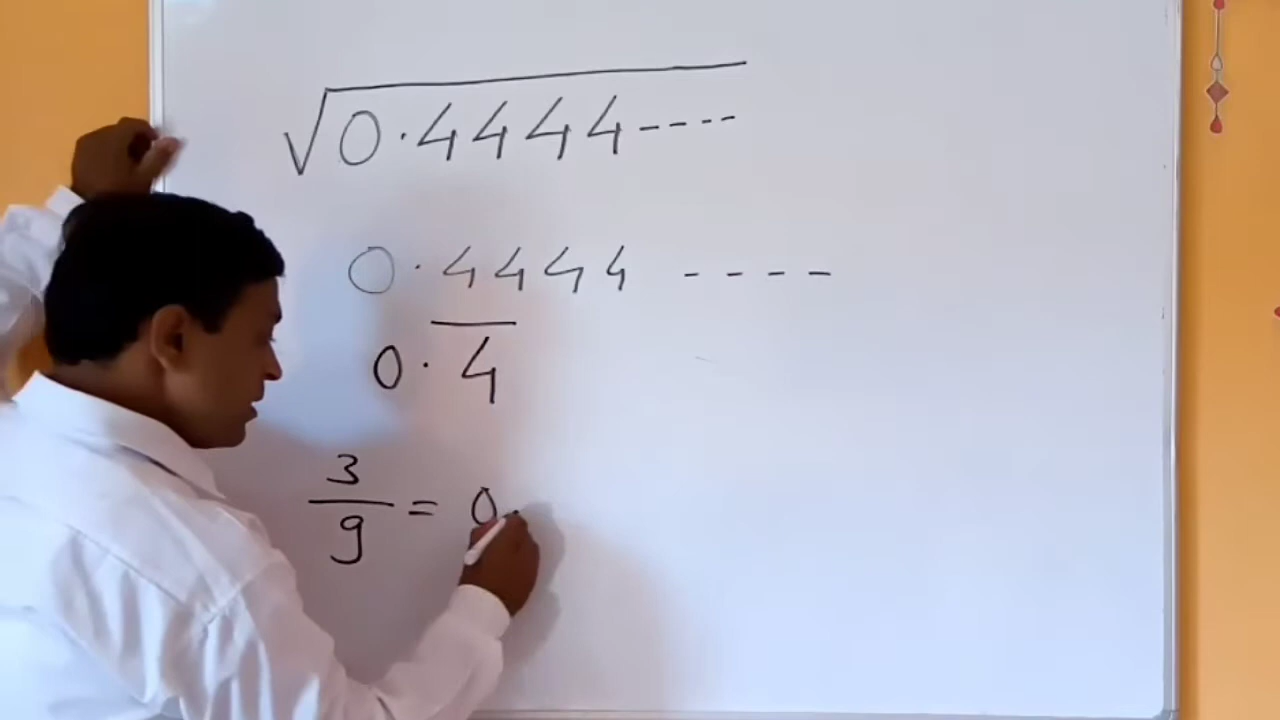 √0.4444----
0.4444 ----
0.4̅
3/9 = 0.